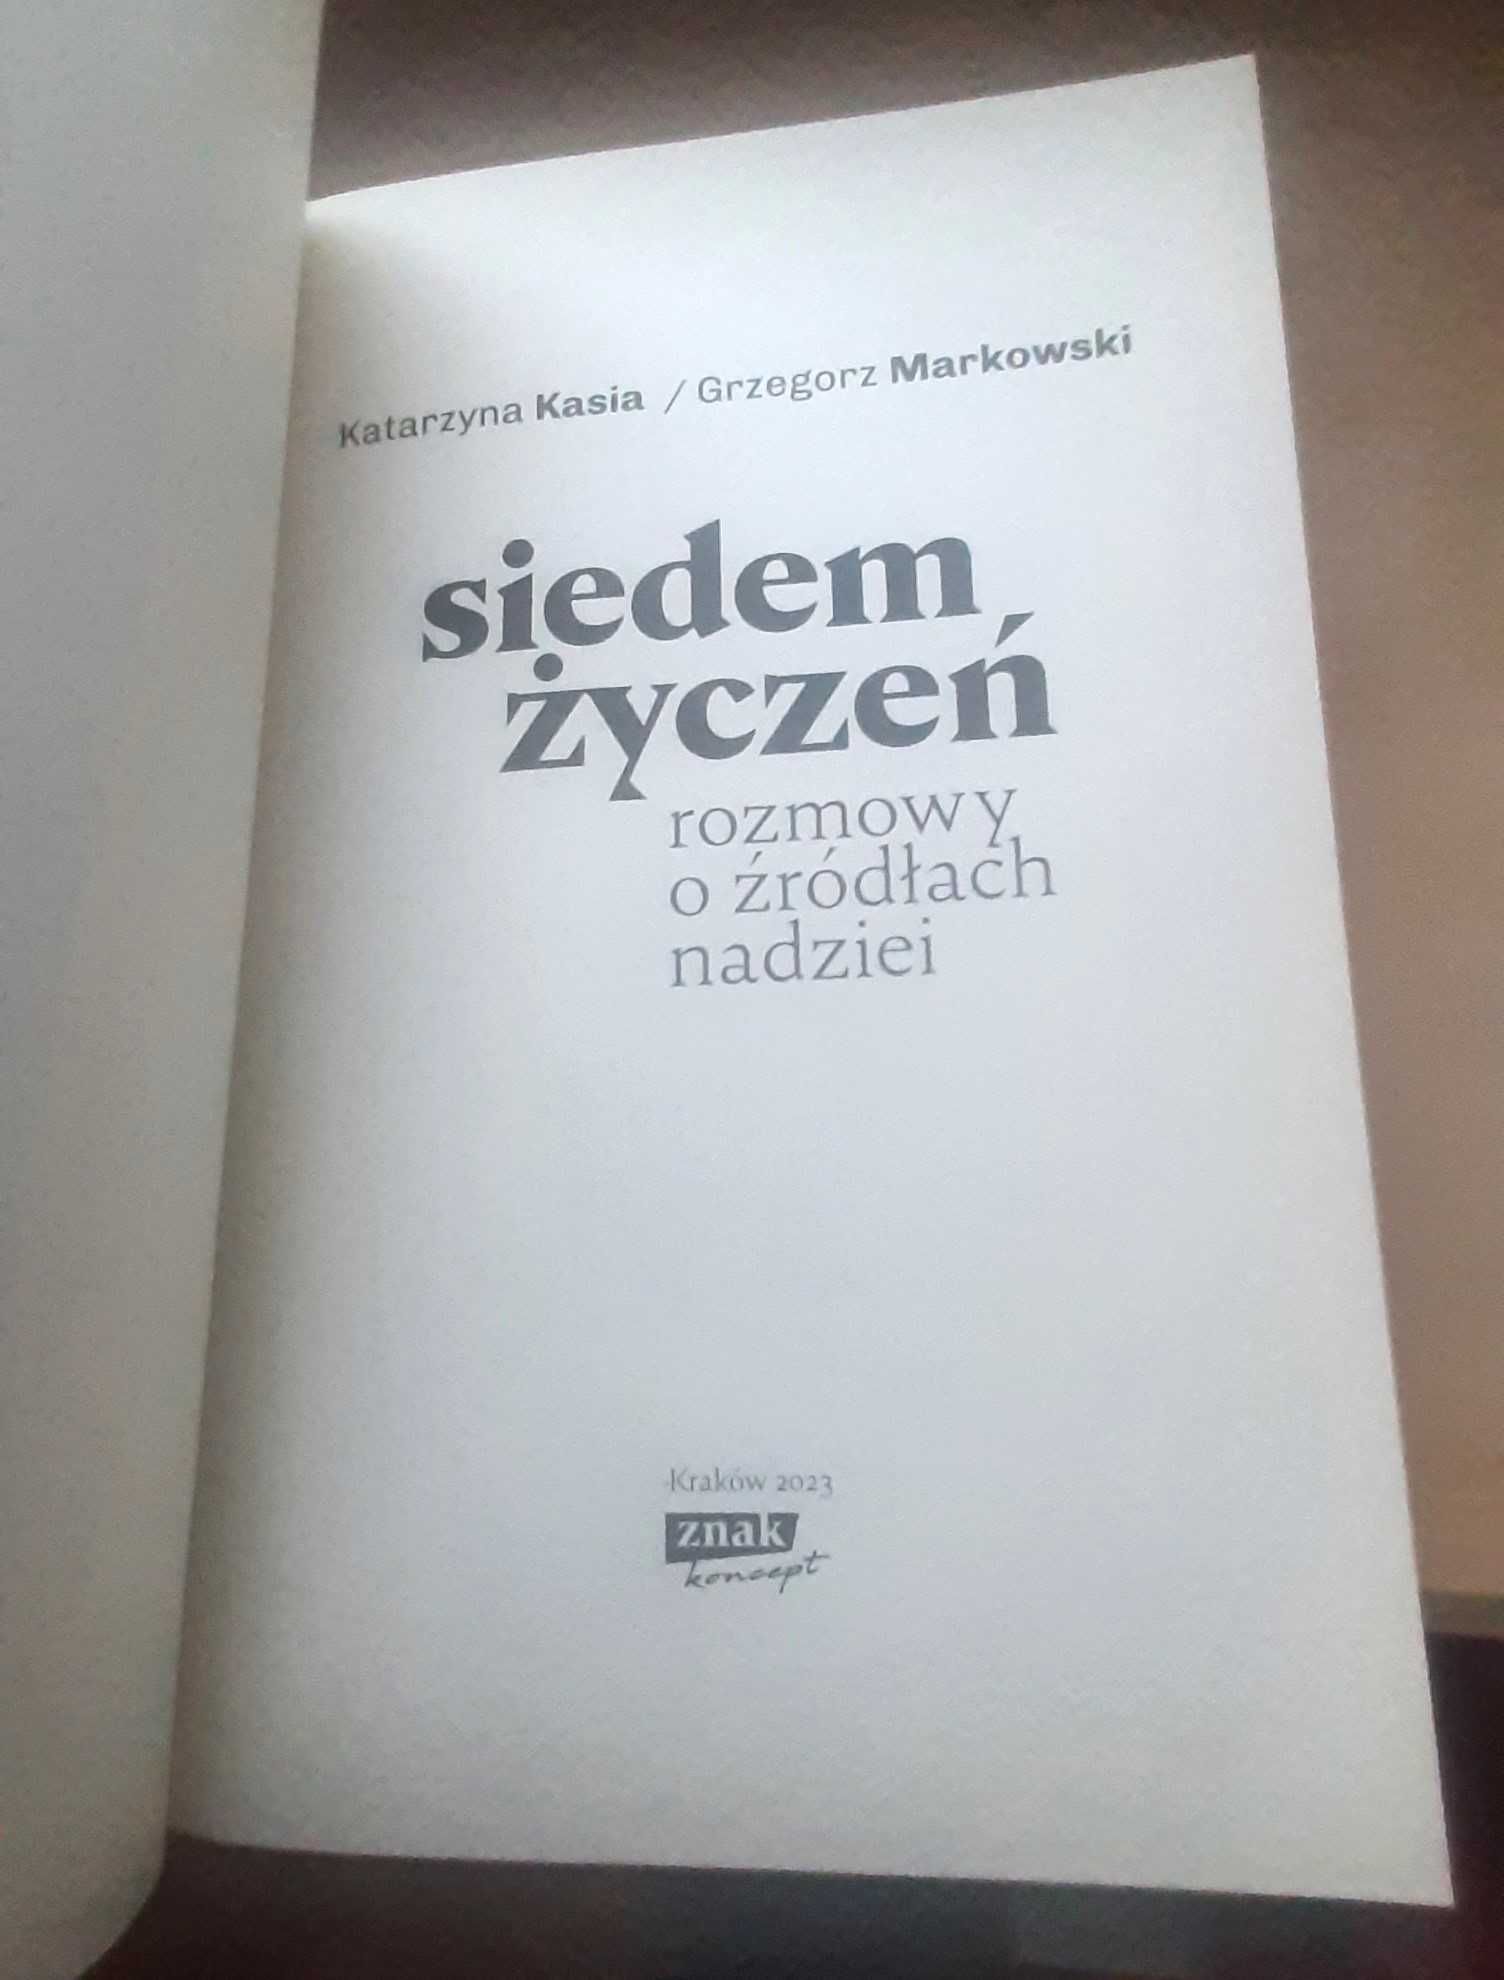 Katarzyna Kasia / Grzegorz Markowski
siedem
życzeń
rozmowy
o źródłach
nadziei
Kraków 2023
znak
koncept